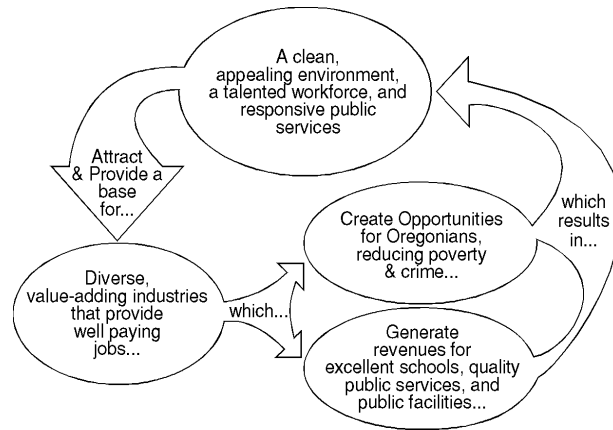 A clean,
appealing environment,
a talented workforce, and
responsive public
services
Attract
& Provide a
base
for...
Diverse,
value-adding industries
that provide
well paying
jobs...
which...
Create Opportunities
for Oregonians,
reducing poverty
& crime...
Generate
revenues for
excellent schools, quality
public services, and
public facilities...
which
results
in...